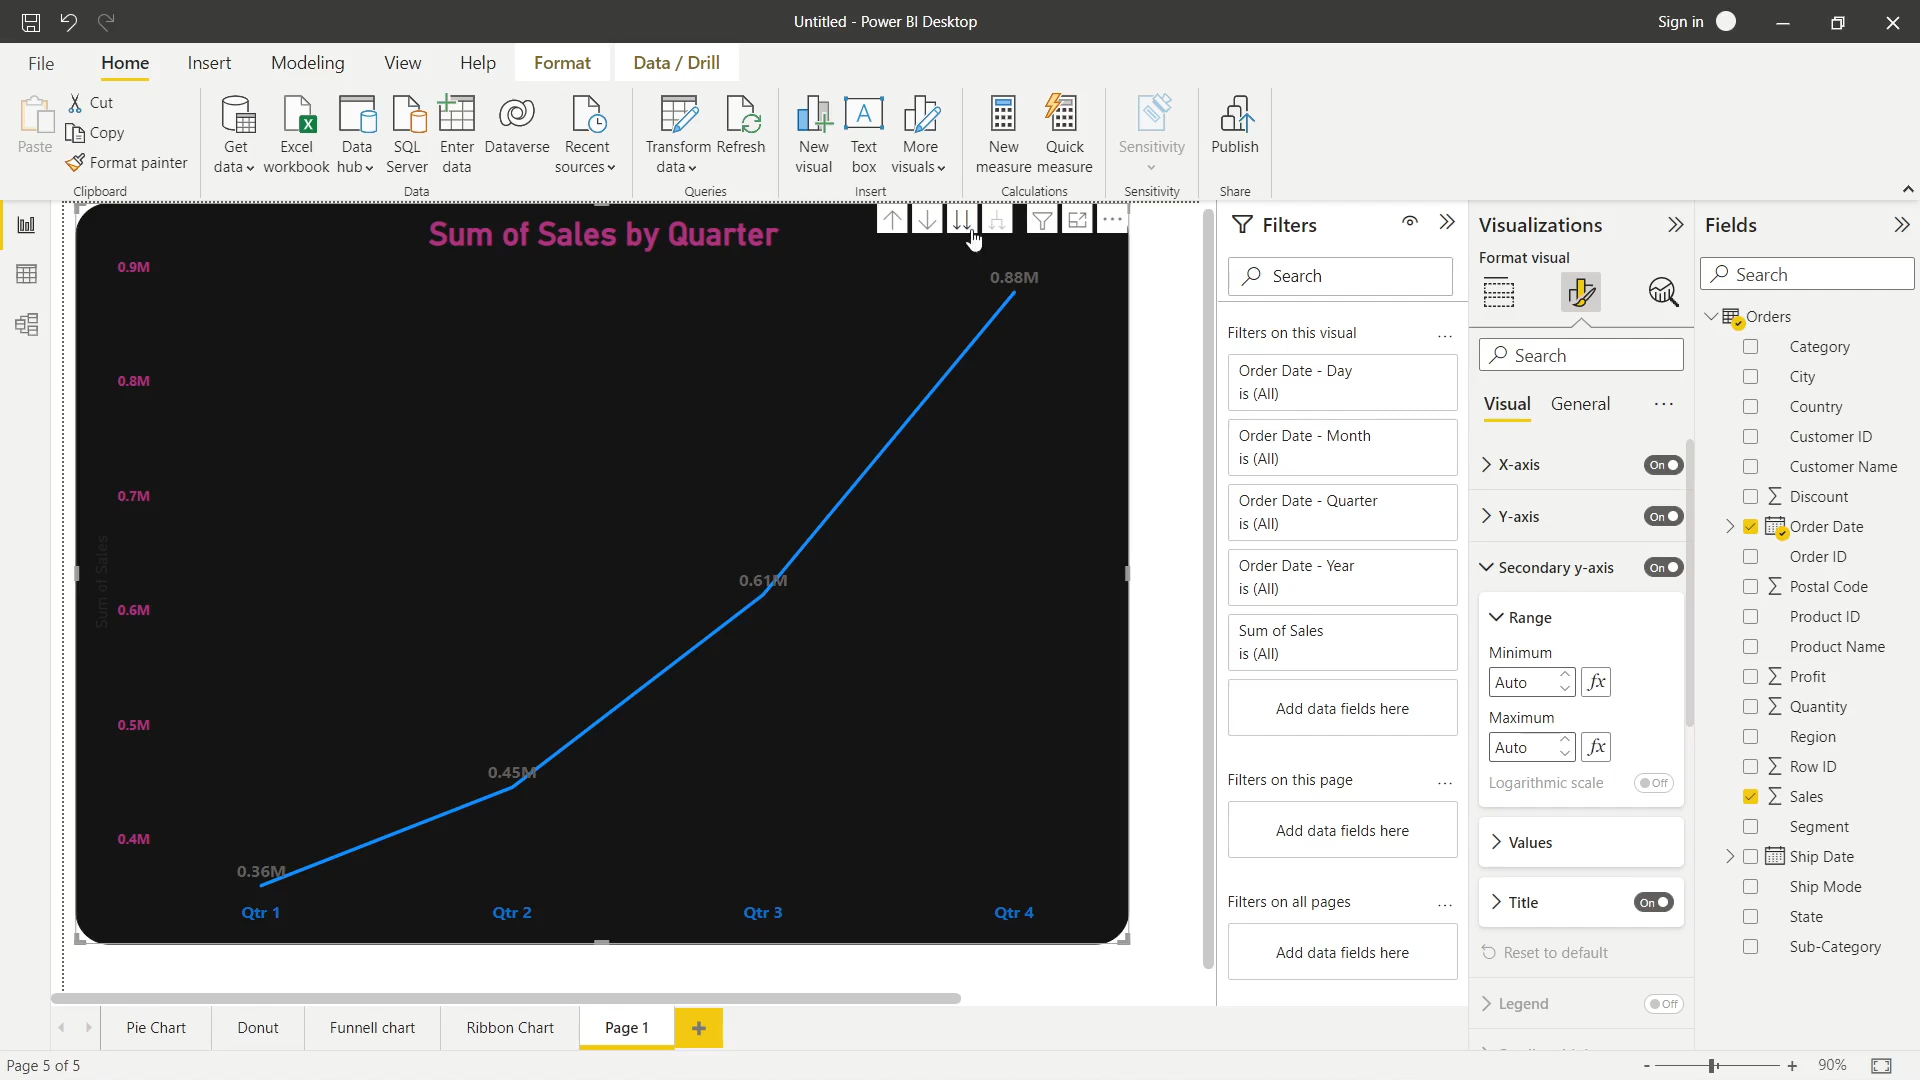 Untitled - Power BI Desktop
Sign in
File
Home
Insert
Modeling
View
Help
Format
Data / Drill
Paste
Cut
Copy
Format painter
Clipboard
Get
data
Excel
workbook
Data
hub
SQL
Server
Enter
data
Dataverse
Recent
sources
Data
Transform
data
Refresh
Queries
New
visual
Text
box
More
visuals
Insert
New
measure
Quick
measure
Calculations
Sensitivity
Sensitivity
Publish
Share
Sum of Sales by Quarter
0.9M
0.8M
0.7M
0.6M
0.5M
0.4M
Sum of Sales
0.88M
0.61M
0.45M
0.36M
Qtr 1
Qtr 2
Qtr 3
Qtr 4
Filters
Search
Filters on this visual
Order Date - Day
is (All)
Order Date - Month
is (All)
Order Date - Quarter
is (All)
Order Date - Year
is (All)
Sum of Sales
is (All)
Add data fields here
Filters on this page
Add data fields here
Filters on all pages
Add data fields here
Visualizations
Format visual
Search
Visual
General
X-axis
On
Y-axis
On
Secondary y-axis
On
Range
Minimum
Auto
fx
Maximum
Auto
fx
Logarithmic scale
Off
Values
Title
On
Reset to default
Legend
Off
Fields
Search
Orders
Category
City
Country
Customer ID
Customer Name
Discount
Order Date
Order ID
Postal Code
Product ID
Product Name
Profit
Quantity
Region
Row ID
Sales
Segment
Ship Date
Ship Mode
State
Sub-Category
Pie Chart
Donut
Funnell chart
Ribbon Chart
Page 1
Page 5 of 5
90%